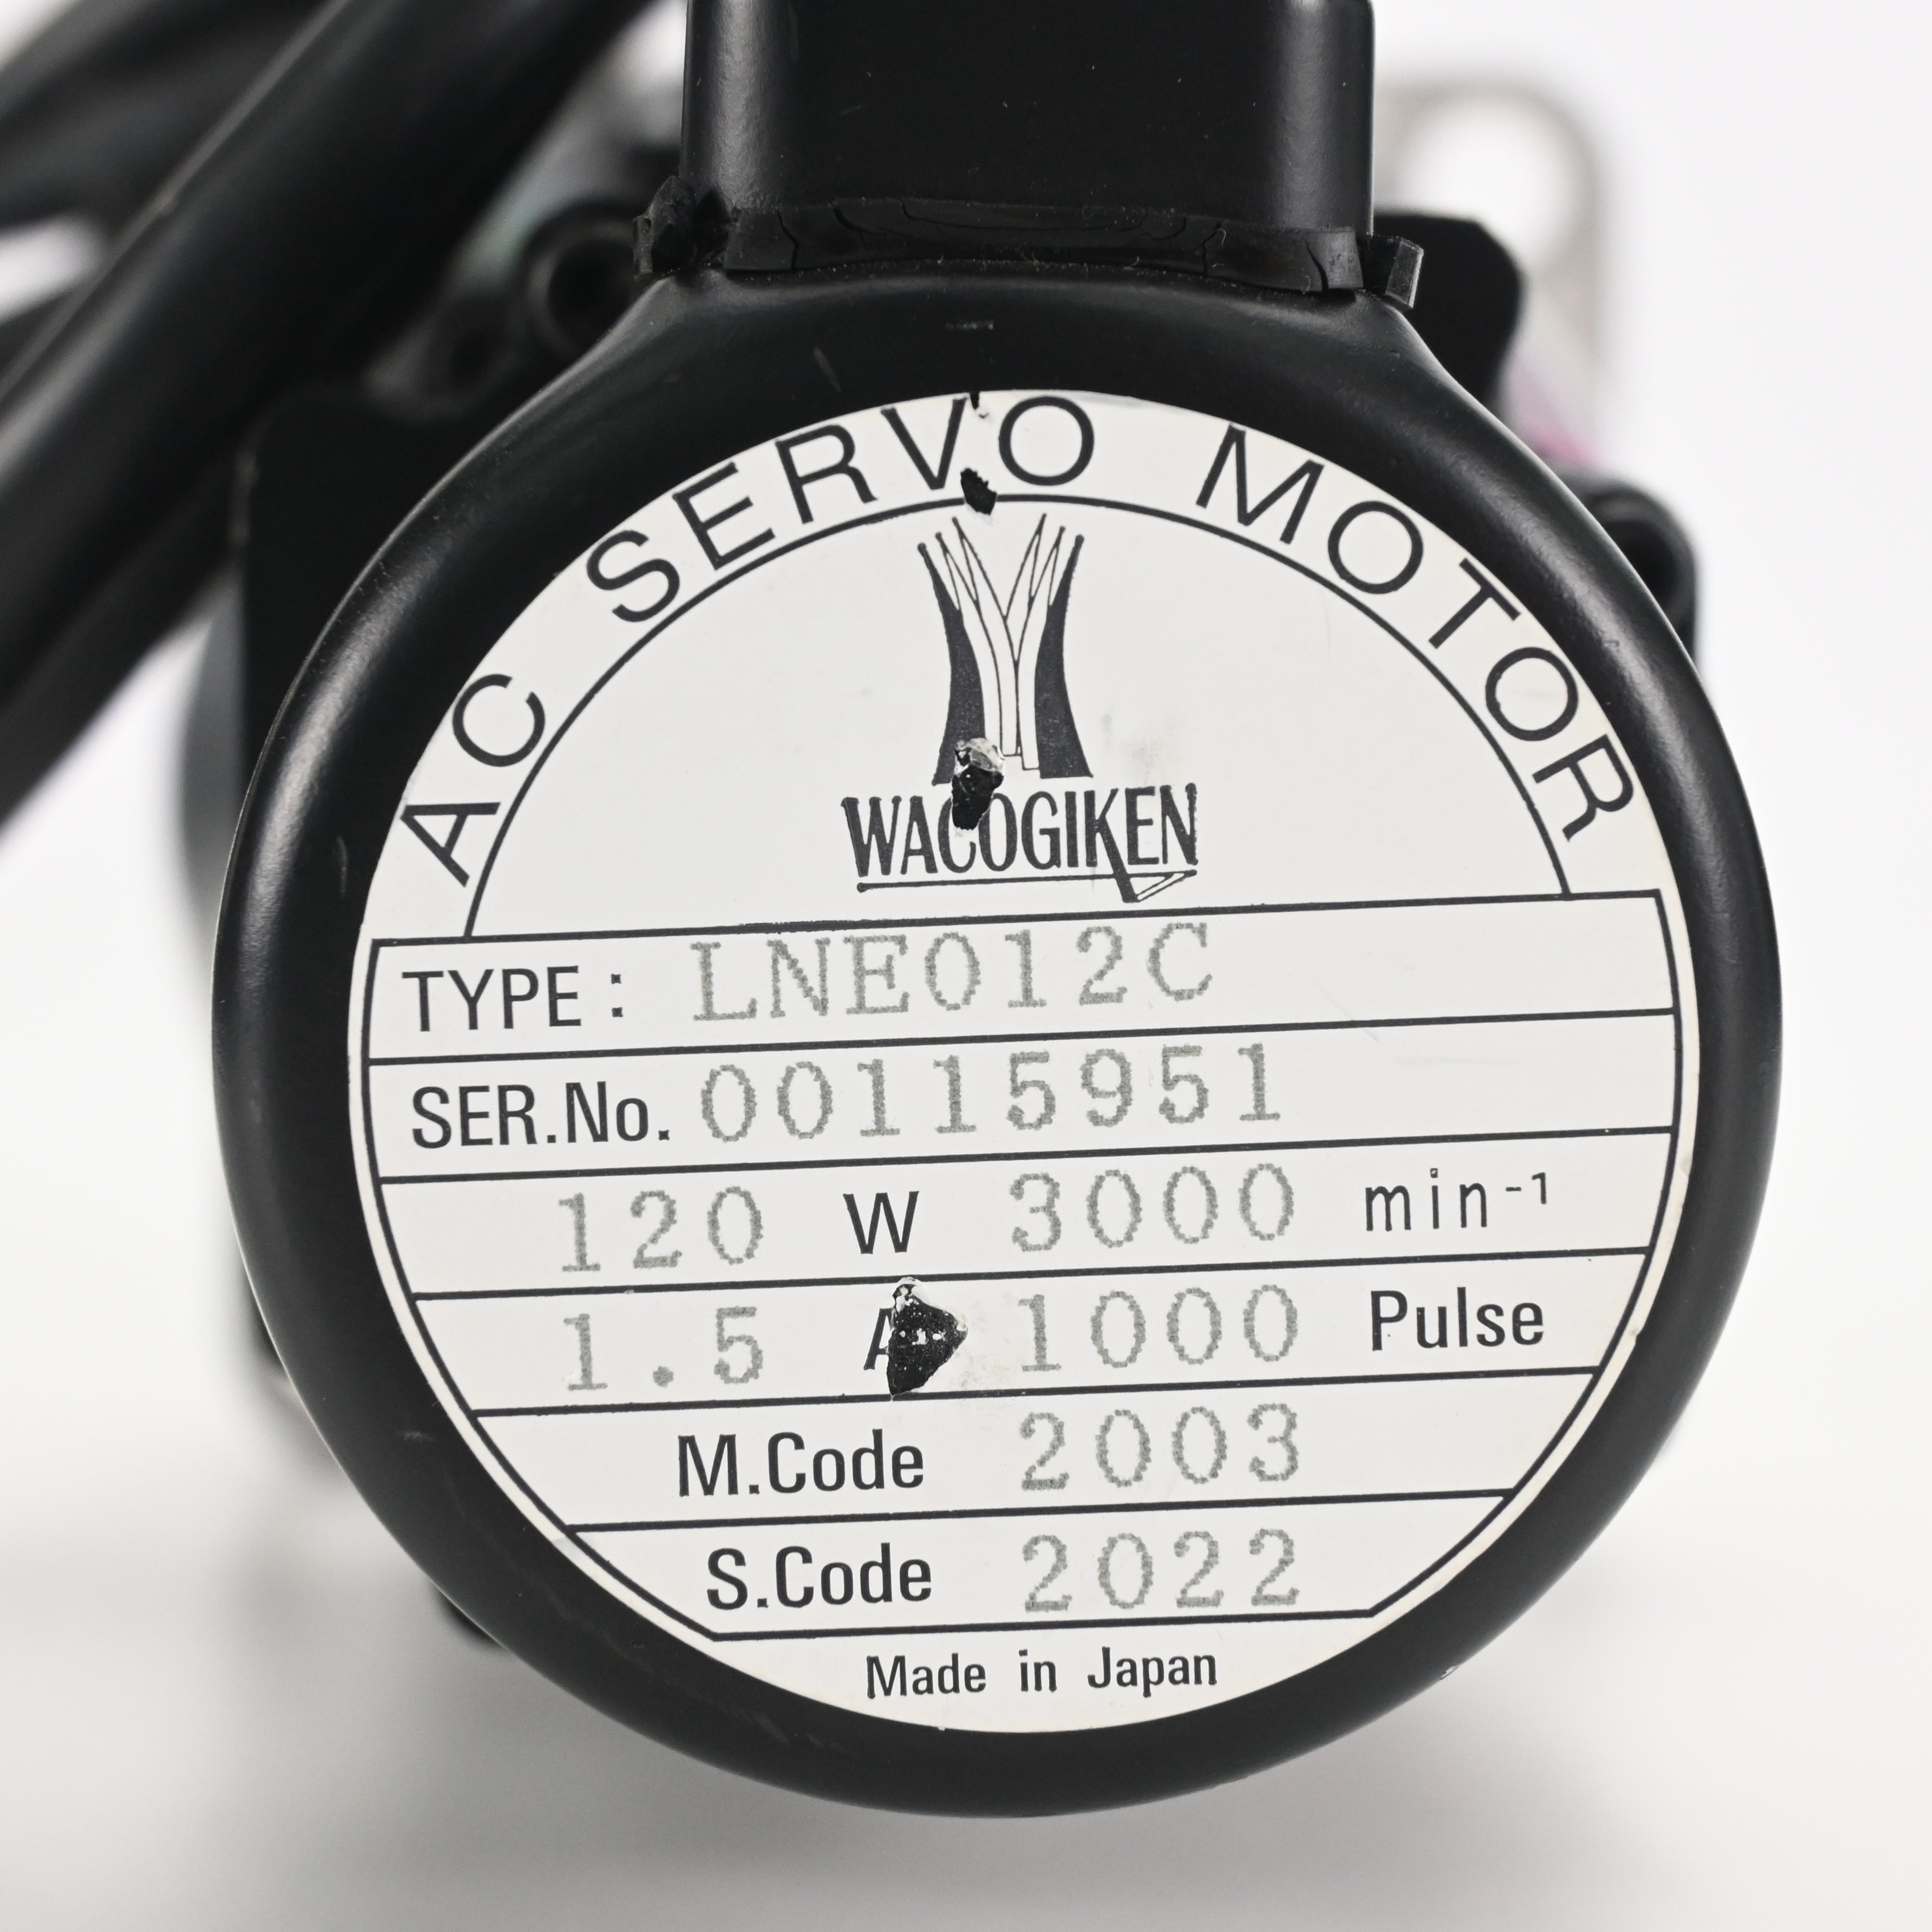 AC SERVO MOTOR
WACOGIKEN
TYPE: LNE012C
SER.No. 00115951
120 W 3000 min⁻¹
1.5 A 1000 Pulse
M.Code 2003
S.Code 2022
Made in Japan